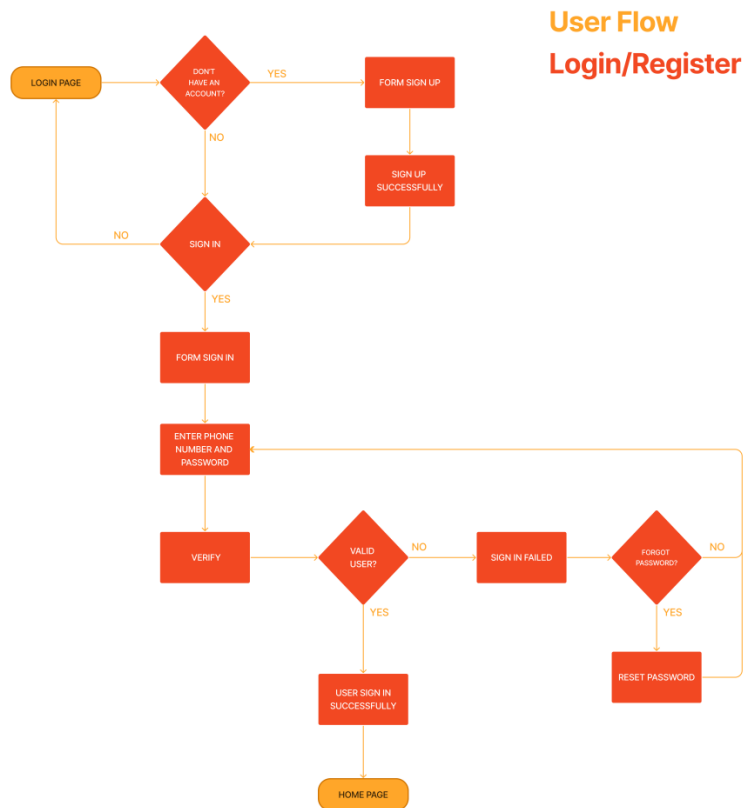 User Flow
Login/Register
LOGIN PAGE
DON'T
HAVE AN
ACCOUNT?
YES
FORM SIGN UP
NO
SIGN UP
SUCCESSFULLY
NO
SIGN IN
YES
FORM SIGN IN
ENTER PHONE
NUMBER AND
PASSWORD
VERIFY
VALID
USER?
NO
SIGN IN FAILED
FORGOT
PASSWORD?
NO
YES
YES
RESET PASSWORD
USER SIGN IN
SUCCESSFULLY
HOME PAGE